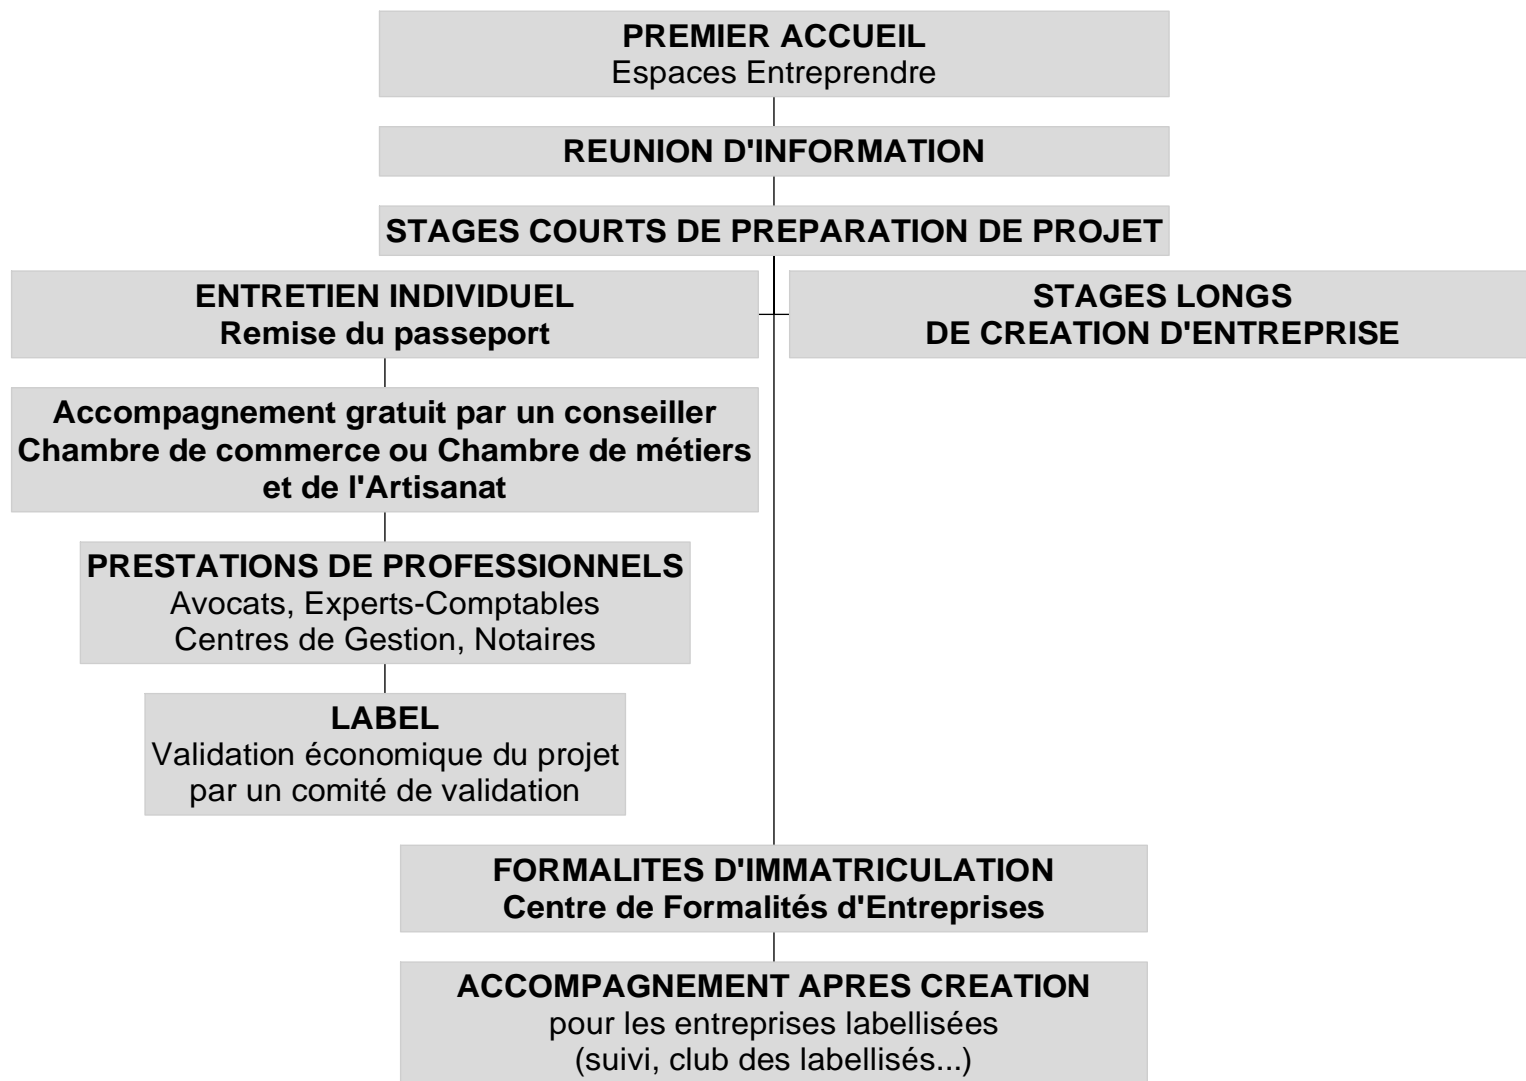 PREMIER ACCUEIL
Espaces Entreprendre
REUNION D'INFORMATION
STAGES COURTS DE PREPARATION DE PROJET
ENTRETIEN INDIVIDUEL
Remise du passeport
STAGES LONGS
DE CREATION D'ENTREPRISE
Accompagnement gratuit par un conseiller
Chambre de commerce ou Chambre de métiers
et de l'Artisanat
PRESTATIONS DE PROFESSIONNELS
Avocats, Experts-Comptables
Centres de Gestion, Notaires
LABEL
Validation économique du projet
par un comité de validation
FORMALITES D'IMMATRICULATION
Centre de Formalités d'Entreprises
ACCOMPAGNEMENT APRES CREATION
pour les entreprises labellisées
(suivi, club des labellisés...)